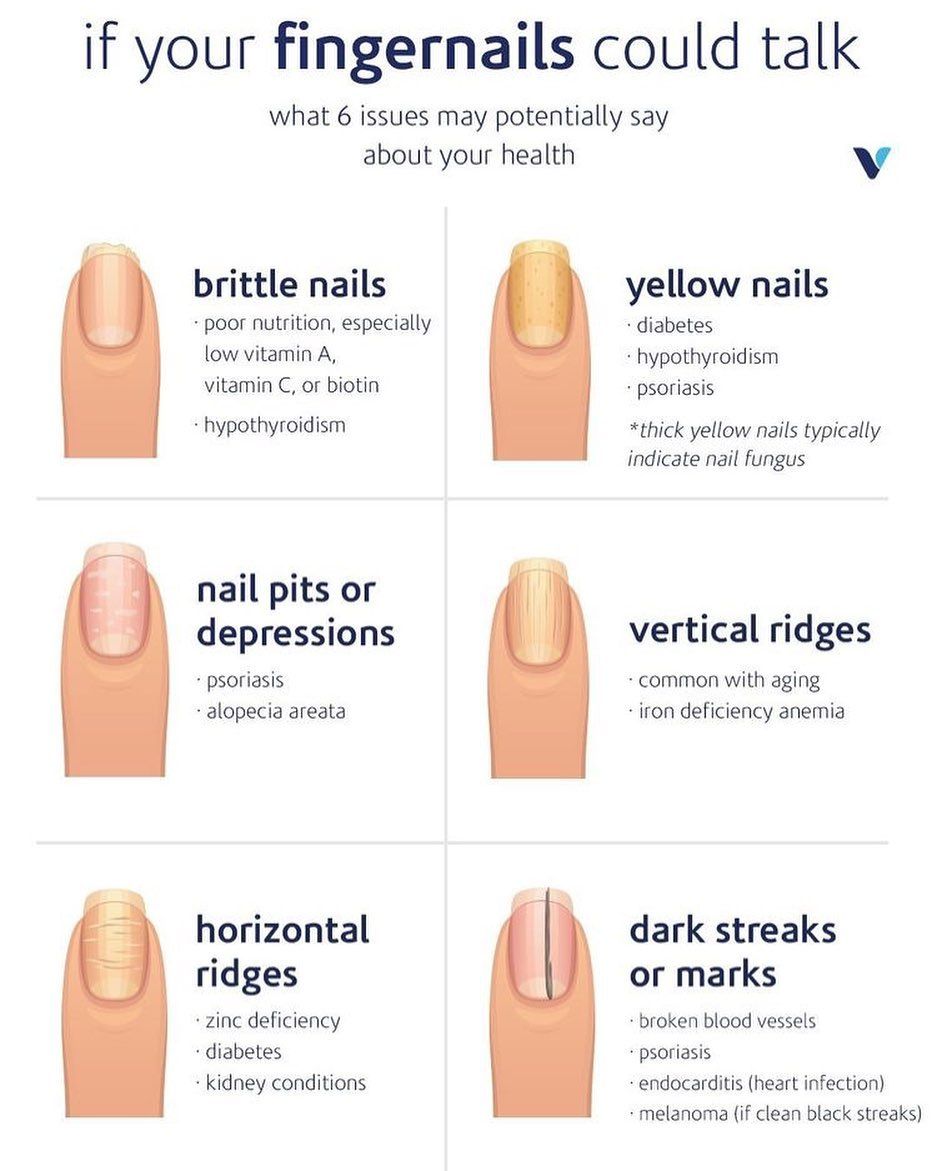 if your fingernails could talk
what 6 issues may potentially say
about your health
brittle nails
· poor nutrition, especially
low vitamin A,
vitamin C, or biotin
· hypothyroidism
yellow nails
· diabetes
· hypothyroidism
· psoriasis
*thick yellow nails typically
indicate nail fungus
nail pits or
depressions
· psoriasis
· alopecia areata
vertical ridges
· common with aging
· iron deficiency anemia
horizontal
ridges
· zinc deficiency
· diabetes
· kidney conditions
dark streaks
or marks
· broken blood vessels
· psoriasis
· endocarditis (heart infection)
· melanoma (if clean black streaks)